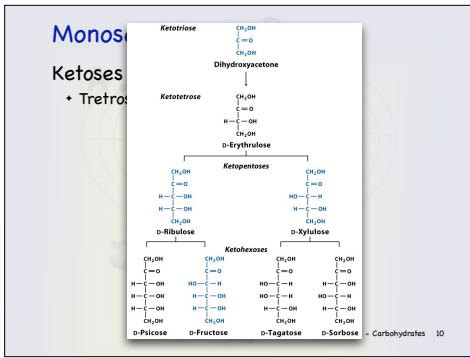 Monos
Ketoses
+ Tretros
Ketotriose
CH₂OH
C=O
CH₂OH
Dihydroxyacetone
Ketotetrose
CH₂OH
C=O
H—C—OH
CH₂OH
D-Erythrulose
Ketopentoses
CH₂OH CH₂OH
C=O C=O
H—C—OH HO—C—H
H—C—OH H—C—OH
CH₂OH CH₂OH
D-Ribulose D-Xylulose
Ketohexoses
CH₂OH CH₂OH CH₂OH CH₂OH
C=O C=O C=O C=O
H—C—OH HO—C—H HO—C—H H—C—OH
H—C—OH H—C—OH HO—C—H HO—C—H
H—C—OH H—C—OH H—C—OH H—C—OH
CH₂OH CH₂OH CH₂OH CH₂OH
D-Psicose D-Fructose D-Tagatose D-Sorbose
- Carbohydrates 10